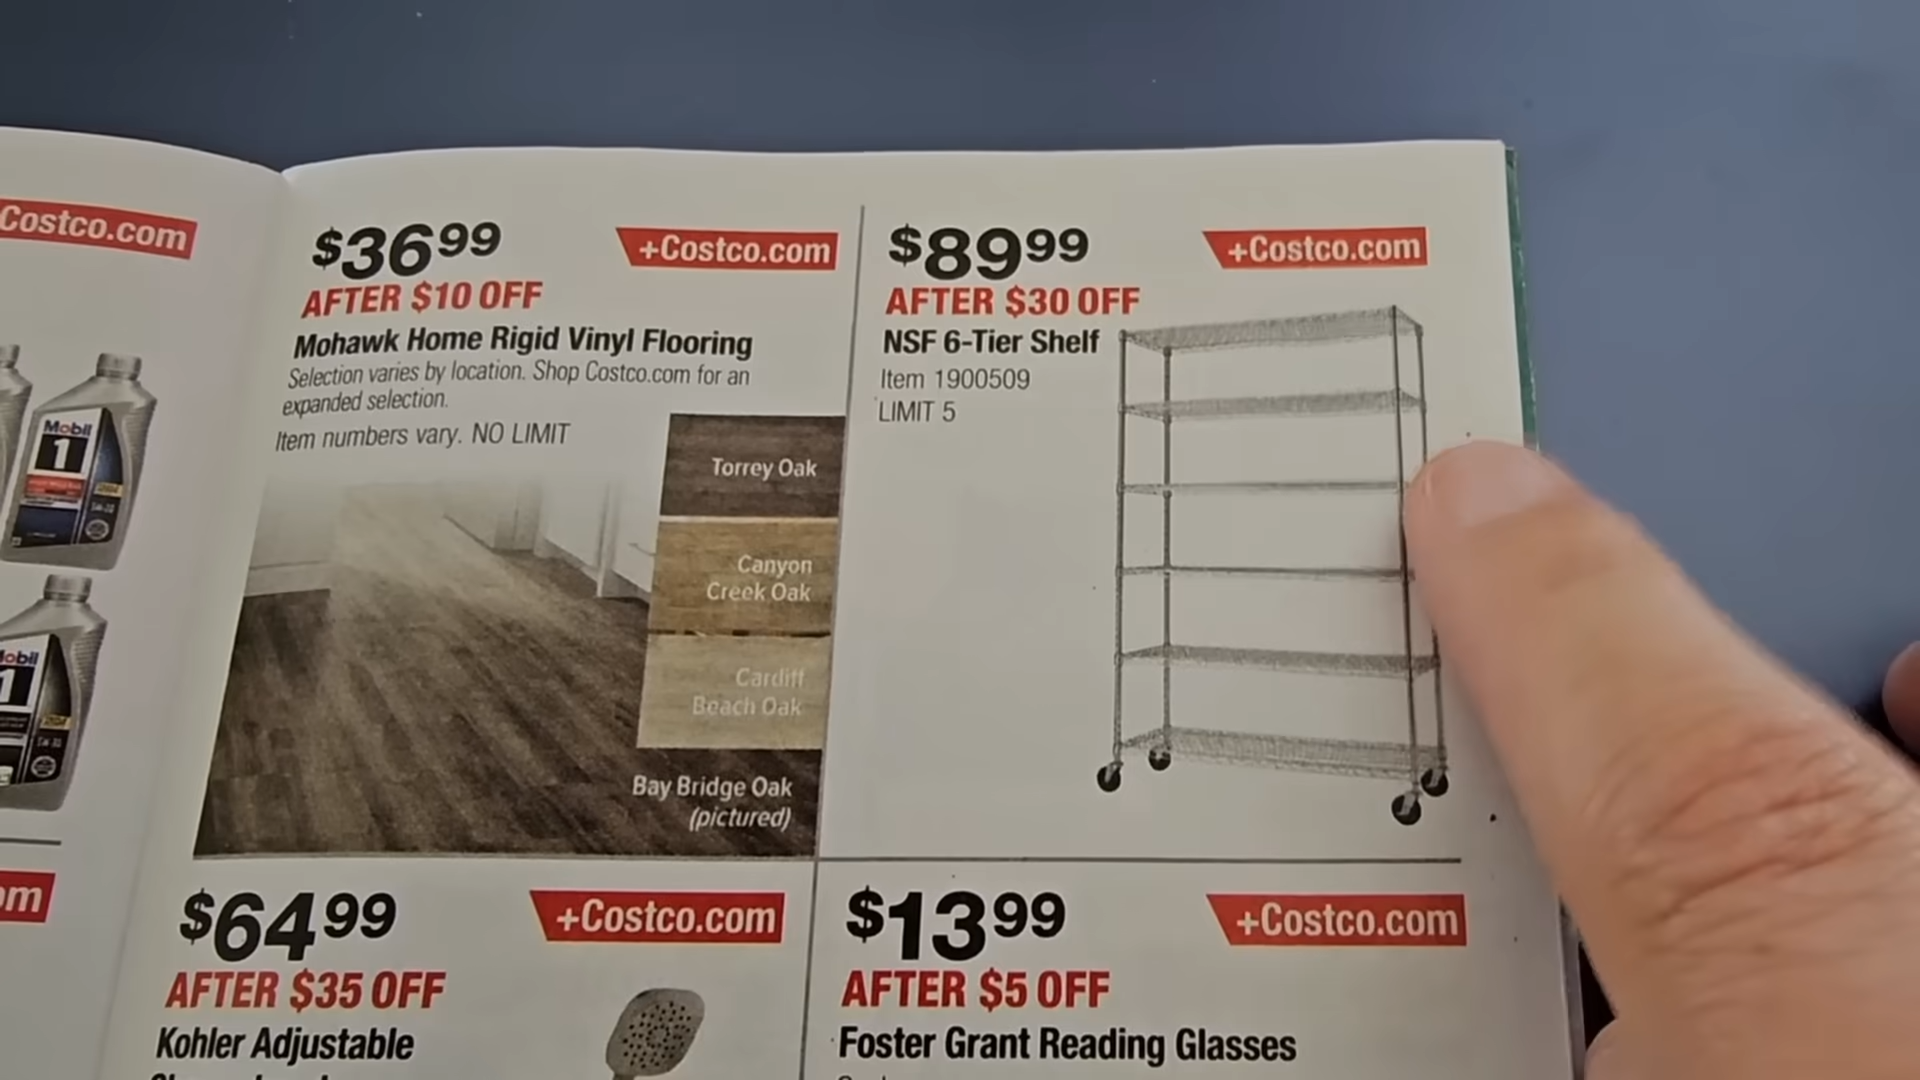 Costco.com
Mobil
1
$36 99
+Costco.com
AFTER $10 OFF
Mohawk Home Rigid Vinyl Flooring
Selection varies by location. Shop Costco.com for an
expanded selection.
Item numbers vary. NO LIMIT
Torrey Oak
Canyon
Creek Oak
Cardiff
Beach Oak
Bay Bridge Oak
(pictured)
$89 99
+Costco.com
AFTER $30 OFF
NSF 6-Tier Shelf
Item 1900509
LIMIT 5
$64 99
+Costco.com
AFTER $35 OFF
Kohler Adjustable
$13 99
+Costco.com
AFTER $5 OFF
Foster Grant Reading Glasses